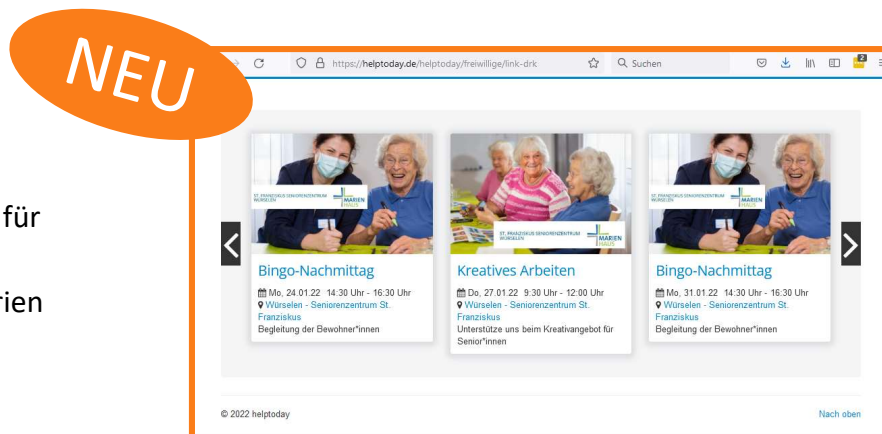 NEU
für
rien
https://helptoday.de/helptoday/freiwillige/link-drk
Suchen
2
ST. FRANZISKUS SENIORENZENTRUM
WÜRSELEN
MARIEN
HAUS
Bingo-Nachmittag
Mo, 24.01.22 14:30 Uhr - 16:30 Uhr
Würselen - Seniorenzentrum St.
Franziskus
Begleitung der Bewohner*innen
ST. FRANZISKUS SENIORENZENTRUM
WÜRSELEN
MARIEN
HAUS
Kreatives Arbeiten
Do, 27.01.22 9:30 Uhr - 12:00 Uhr
Würselen - Seniorenzentrum St.
Franziskus
Unterstütze uns beim Kreativangebot für
Senior*innen
ST. FRANZISKUS SENIORENZENTRUM
WÜRSELEN
MARIEN
HAUS
Bingo-Nachmittag
Mo, 31.01.22 14:30 Uhr - 16:30 Uhr
Würselen - Seniorenzentrum St.
Franziskus
Begleitung der Bewohner*innen
© 2022 helptoday
Nach oben